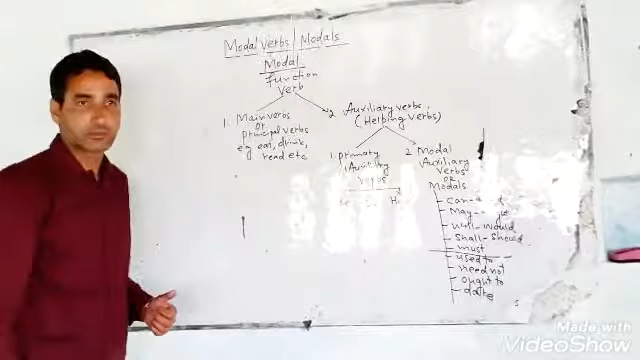 Modal Verbs | Modals
Modal
function
Verb
1. Main verbs
or
principal verbs
e.g eat, drink,
read etc.
2 Auxiliary verbs,
(Helping verbs)
1. primary
Auxiliary
Verbs
2 Modal
Auxiliary
Verbs
OR
Modals
- can
- May
- will - would
- Shall - Should
- must
- used to
- need not
- ought to
- dare
Made with
VideoShow